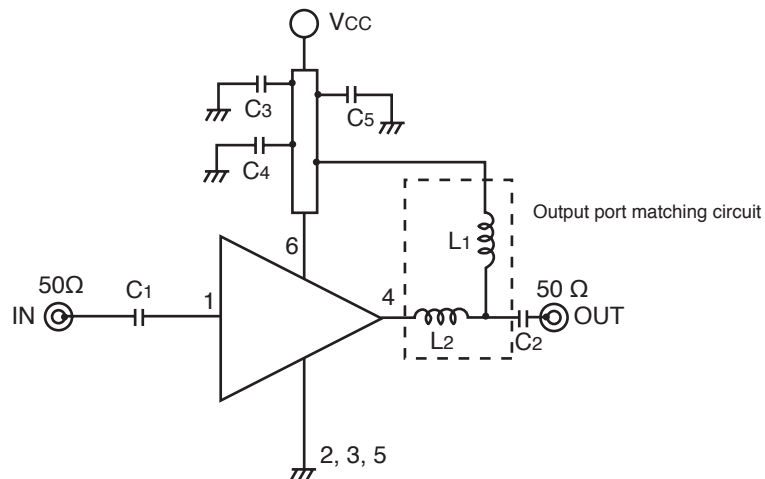 VCC
C3
C5
C4
Output port matching circuit
L1
6
50Ω
C1
1
4
50 Ω
IN
OUT
L2
C2
2, 3, 5